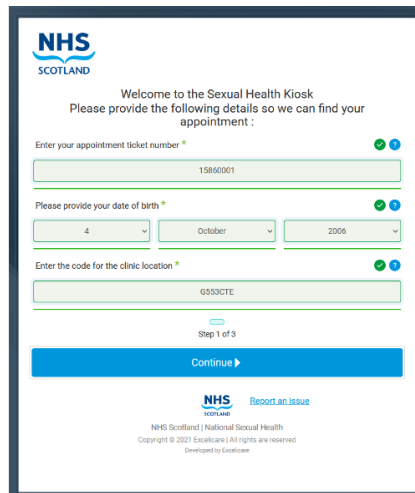 NHS
SCOTLAND
Welcome to the Sexual Health Kiosk
Please provide the following details so we can find your
appointment :
Enter your appointment ticket number *
15860001
Please provide your date of birth *
4 October 2006
Enter the code for the clinic location *
G553CTE
Step 1 of 3
Continue
NHS
SCOTLAND
Report an issue
NHS Scotland | National Sexual Health
Copyright © 2021 Excelicare | All rights are reserved
Developed by Excelicare